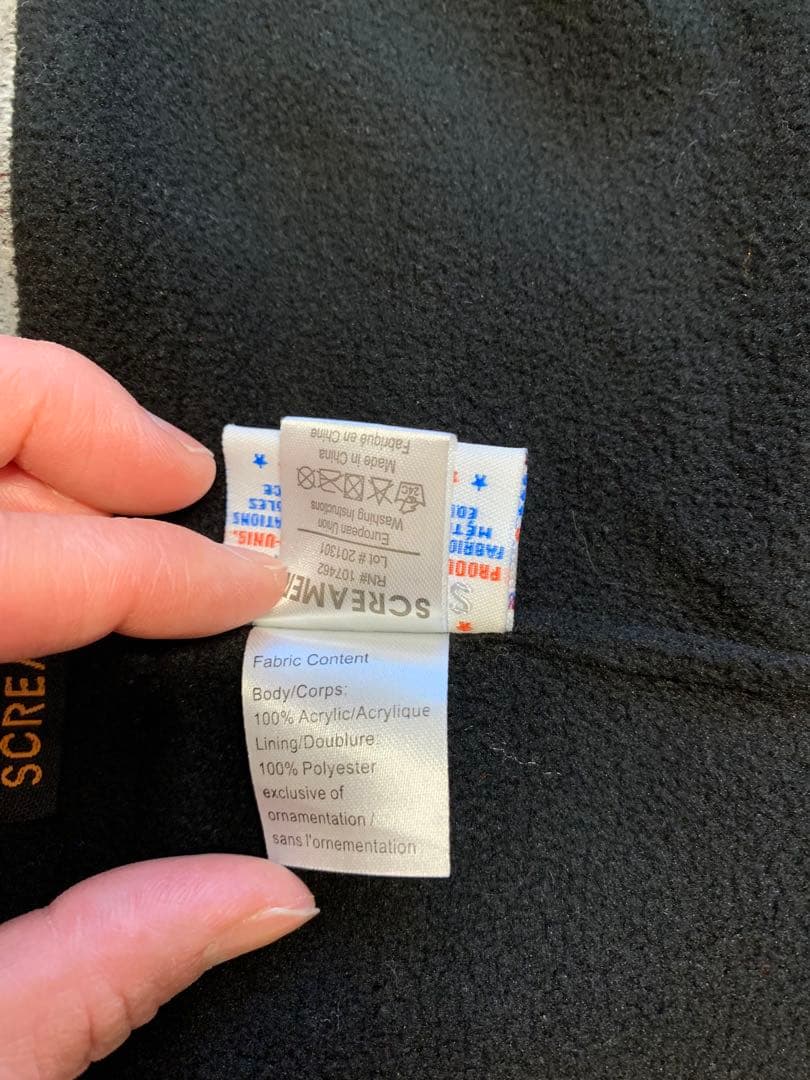 SCREAMER
RN# 107462
Lot # 201301
European Union
Washing Instructions
24C
Made in China
Fabriqué en Chine
Fabric Content
Body/Corps:
100% Acrylic/Acrylique
Lining/Doublure:
100% Polyester
exclusive of
ornamentation /
sans l'ornementation
SCREA